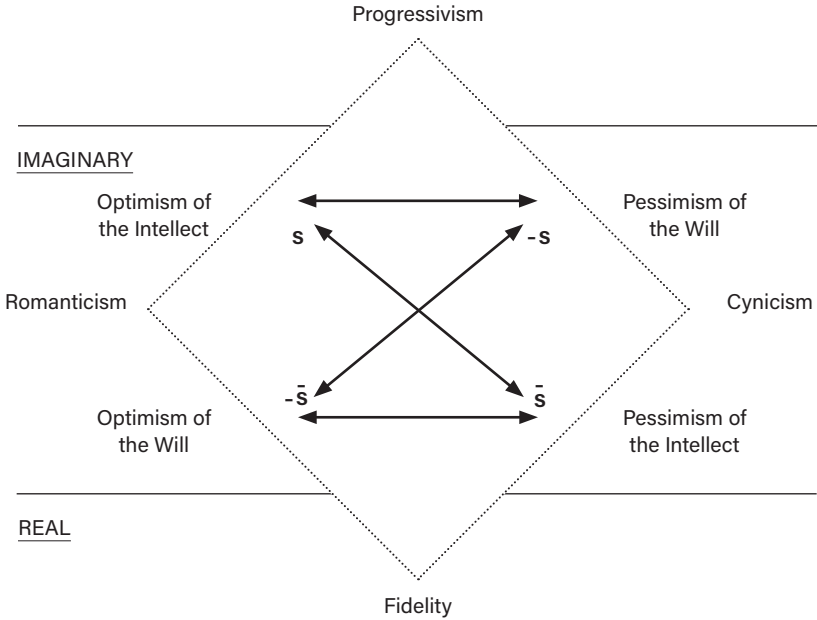 Progressivism
IMAGINARY
Optimism of
the Intellect
Pessimism of
the Will
s
-s
Romanticism
Cynicism
-s̄
s̄
Optimism of
the Will
Pessimism of
the Intellect
REAL
Fidelity